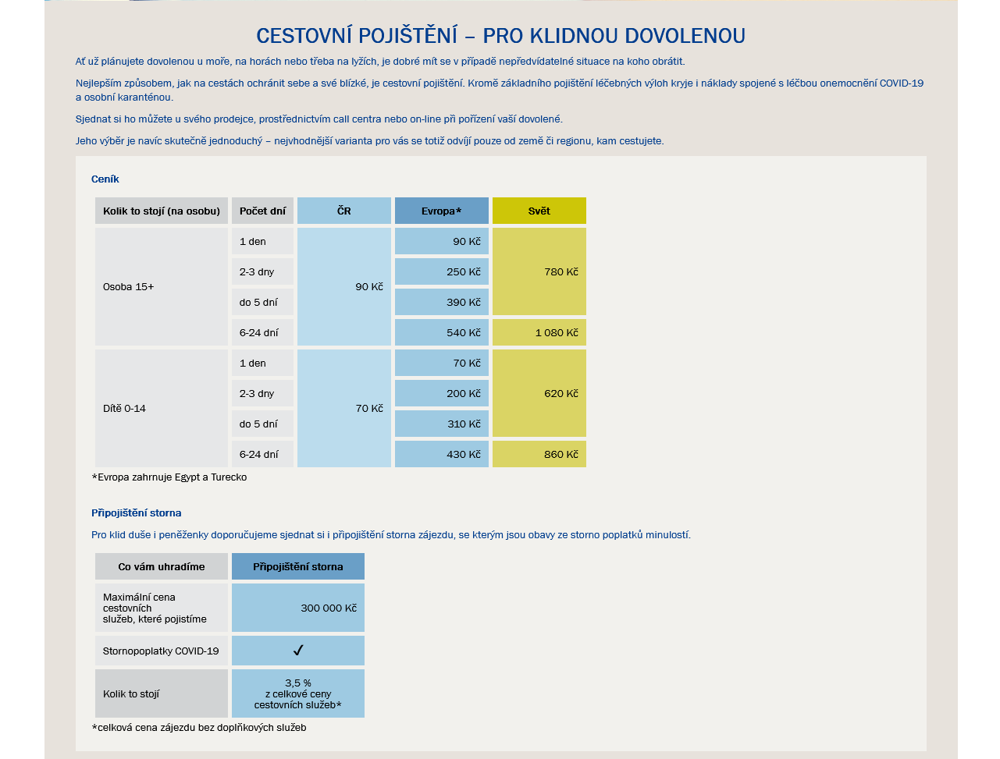 CESTOVNÍ POJIŠTĚNÍ – PRO KLIDNOU DOVOLENOU
Ať už plánujete dovolenou u moře, na horách nebo třeba na lyžích, je dobré mít se v případě nepředvídatelné situace na koho obrátit.
Nejlepším způsobem, jak na cestách ochránit sebe a své blízké, je cestovní pojištění. Kromě základního pojištění léčebných výloh kryje i náklady spojené s léčbou onemocnění COVID-19
a osobní karanténou.
Sjednat si ho můžete u svého prodejce, prostřednictvím call centra nebo on-line při pořízení vaší dovolené.
Jeho výběr je navíc skutečně jednoduchý – nejvhodnější varianta pro vás se totiž odvíjí pouze od země či regionu, kam cestujete.
Ceník
Kolik to stojí (na osobu) Počet dní ČR Evropa* Svět
1 den 90 Kč
2-3 dny 250 Kč 780 Kč
Osoba 15+ 90 Kč
do 5 dní 390 Kč
6-24 dní 540 Kč 1 080 Kč
1 den 70 Kč
2-3 dny 200 Kč 620 Kč
Dítě 0-14 70 Kč
do 5 dní 310 Kč
6-24 dní 430 Kč 860 Kč
*Evropa zahrnuje Egypt a Turecko
Připojištění storna
Pro klid duše i peněženky doporučujeme sjednat si i připojištění storna zájezdu, se kterým jsou obavy ze storno poplatků minulostí.
Co vám uhradíme Připojištění storna
Maximální cena
cestovních 300 000 Kč
služeb, které pojistíme
Stornopoplatky COVID-19 ✓
3,5 %
Kolik to stojí z celkové ceny
cestovních služeb*
*celková cena zájezdu bez doplňkových služeb